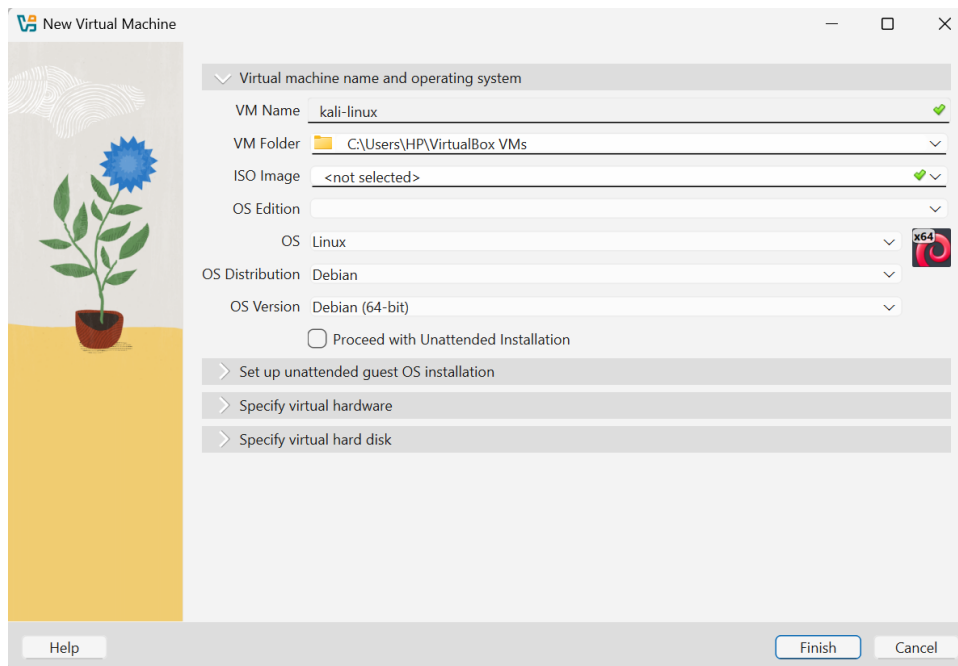 New Virtual Machine
Virtual machine name and operating system
VM Name kali-linux
VM Folder C:\Users\HP\VirtualBox VMs
ISO Image <not selected>
OS Edition
OS Linux
x64
OS Distribution Debian
OS Version Debian (64-bit)
Proceed with Unattended Installation
Set up unattended guest OS installation
Specify virtual hardware
Specify virtual hard disk
Help Finish Cancel